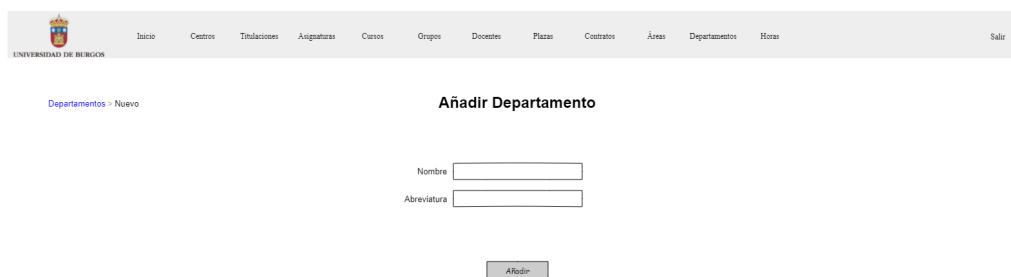 Inicio Centros Titulaciones Asignaturas Cursos Grupos Docentes Plazas Contratos Áreas Departamentos Horas Salir
UNIVERSIDAD DE BURGOS
Departamentos > Nuevo
Añadir Departamento
Nombre
Abreviatura
Añadir